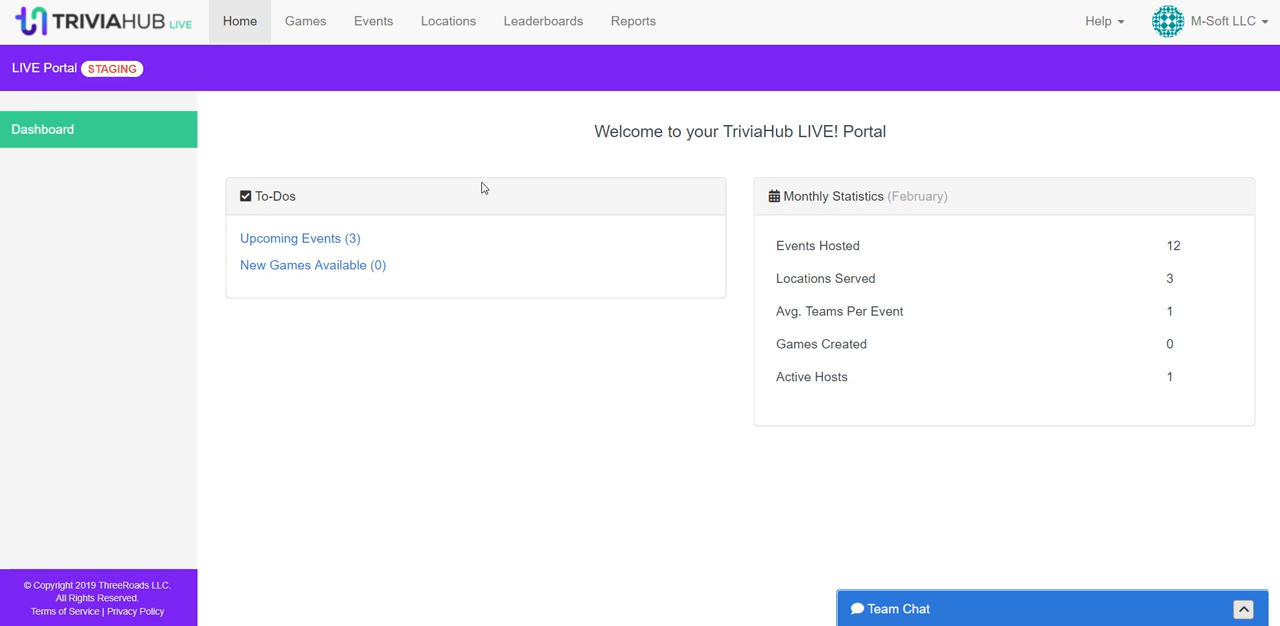 TRIVIAHUB LIVE
Home Games Events Locations Leaderboards Reports Help M-Soft LLC
LIVE Portal STAGING
Dashboard
Welcome to your TriviaHub LIVE! Portal
To-Dos
Upcoming Events (3)
New Games Available (0)
Monthly Statistics (February)
Events Hosted 12
Locations Served 3
Avg. Teams Per Event 1
Games Created 0
Active Hosts 1
© Copyright 2019 ThreeRoads LLC.
All Rights Reserved.
Terms of Service | Privacy Policy
Team Chat